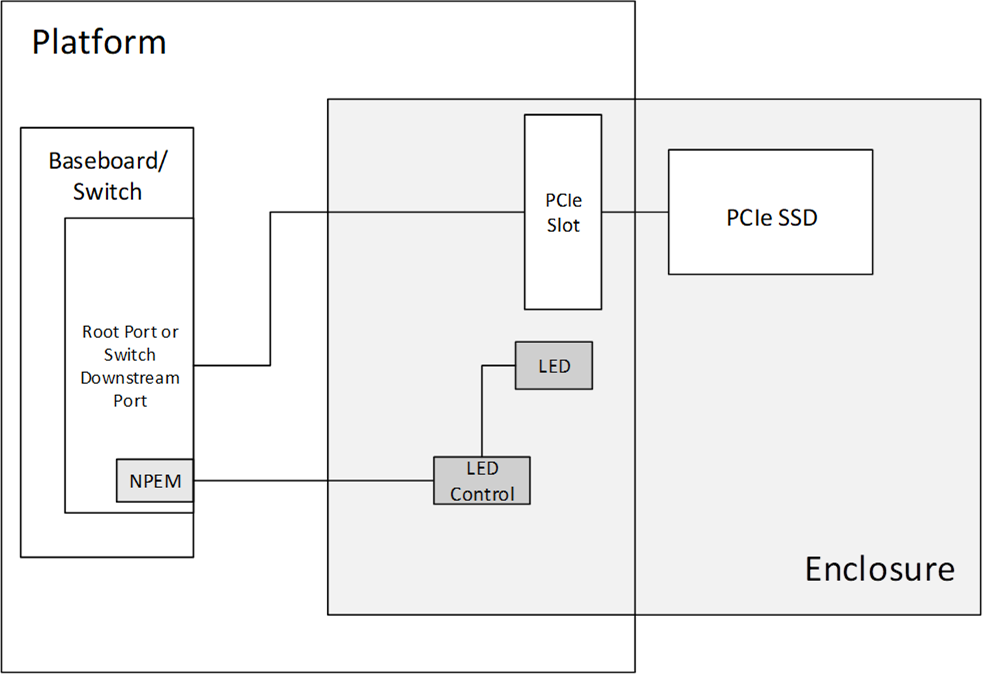 Platform
Baseboard/
Switch
Root Port or
Switch
Downstream
Port
NPEM
PCIe
Slot
PCIe SSD
LED
LED
Control
Enclosure